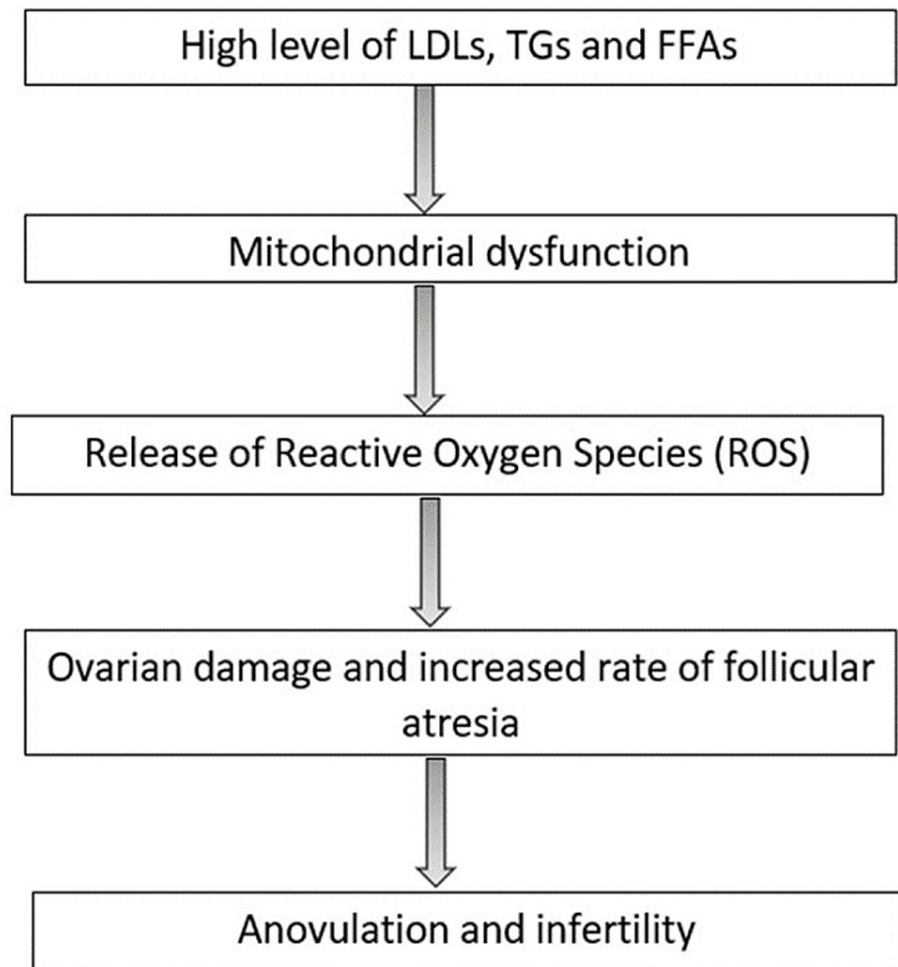 High level of LDLs, TGs and FFAs
Mitochondrial dysfunction
Release of Reactive Oxygen Species (ROS)
Ovarian damage and increased rate of follicular
atresia
Anovulation and infertility